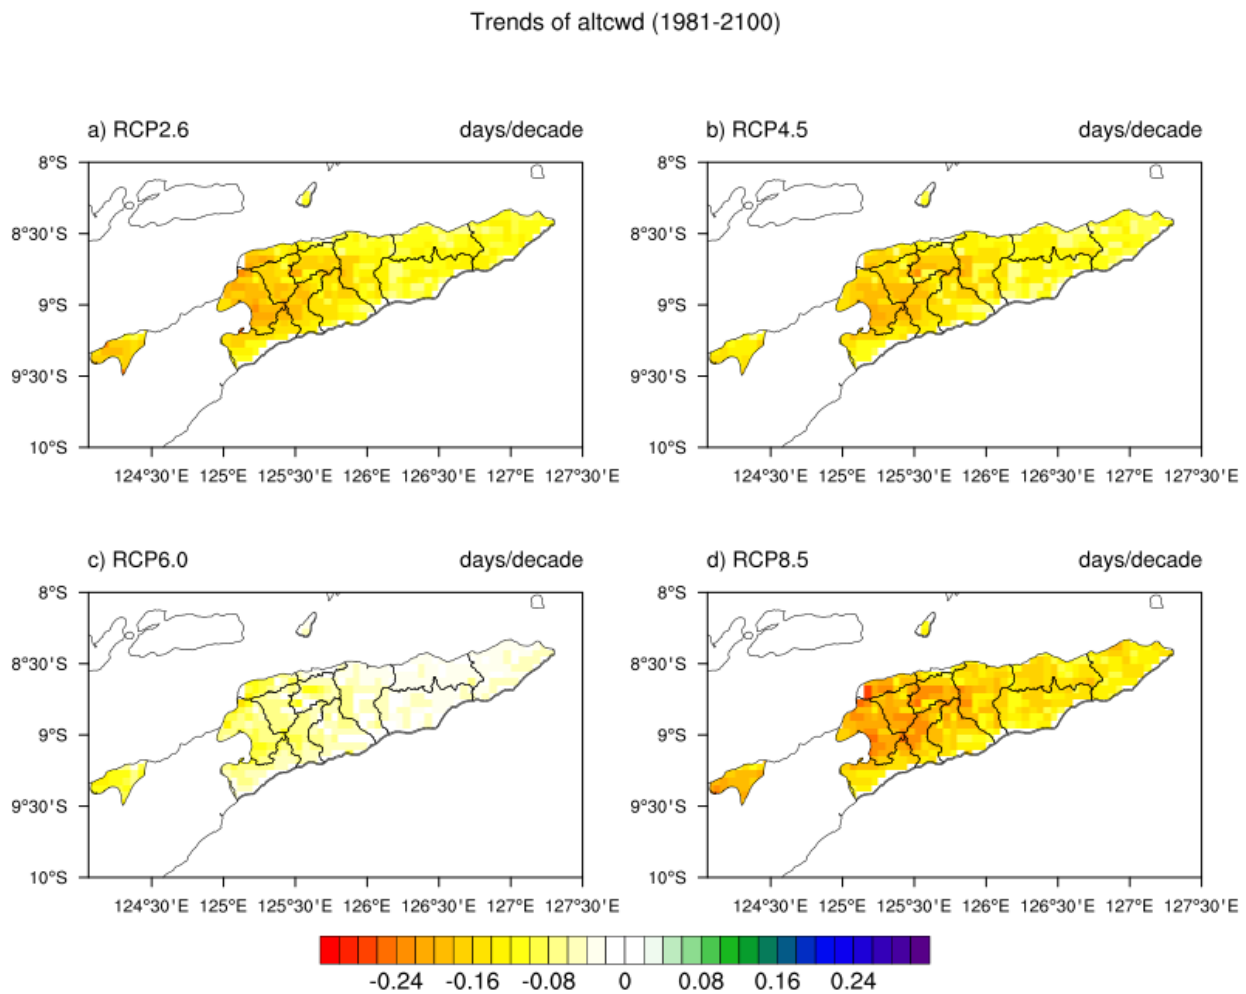 Trends of altcwd (1981-2100)
a) RCP2.6 days/decade
b) RCP4.5 days/decade
8°S
8°30'S
9°S
9°30'S
10°S
124°30'E 125°E 125°30'E 126°E 126°30'E 127°E 127°30'E
8°S
8°30'S
9°S
9°30'S
10°S
124°30'E 125°E 125°30'E 126°E 126°30'E 127°E 127°30'E
c) RCP6.0 days/decade
d) RCP8.5 days/decade
8°S
8°30'S
9°S
9°30'S
10°S
124°30'E 125°E 125°30'E 126°E 126°30'E 127°E 127°30'E
8°S
8°30'S
9°S
9°30'S
10°S
124°30'E 125°E 125°30'E 126°E 126°30'E 127°E 127°30'E
-0.24 -0.16 -0.08 0 0.08 0.16 0.24